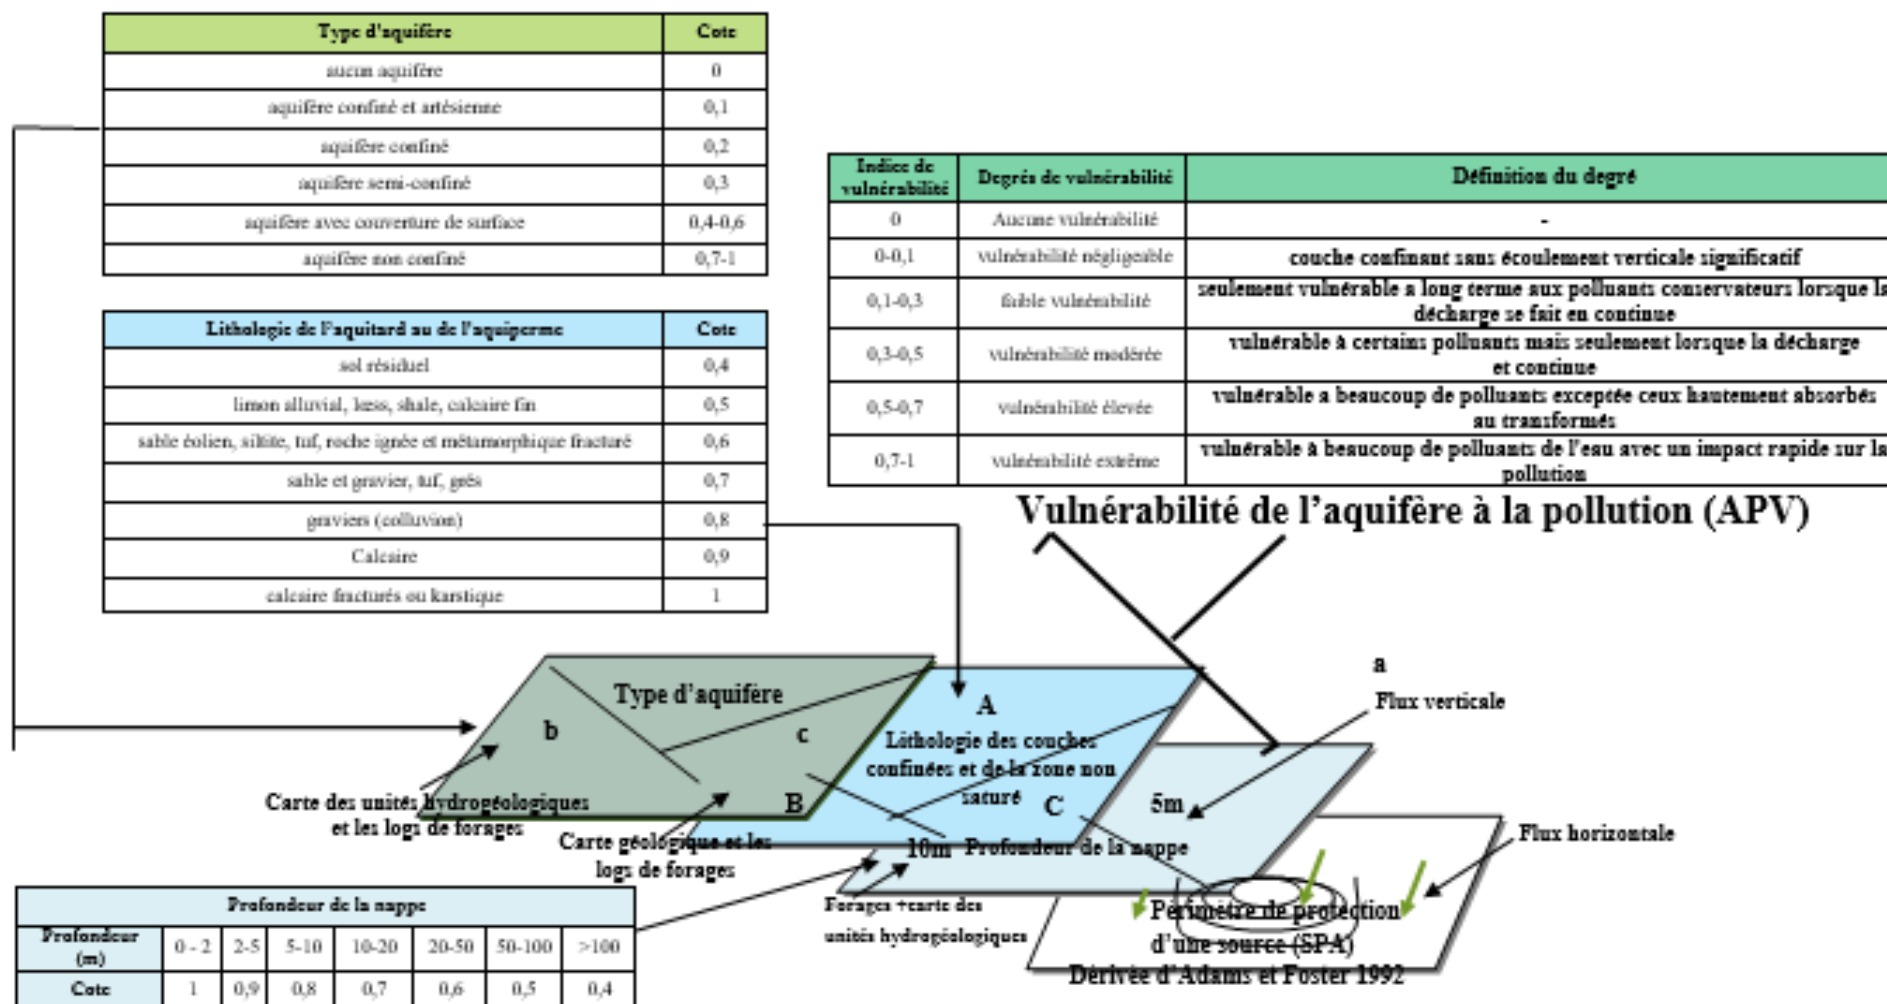 Type d'aquifère Cote
aucun aquifère 0
aquifère confiné et artésienne 0,1
aquifère confiné 0,2
aquifère semi-confiné 0,3
aquifère avec couverture de surface 0,4-0,6
aquifère non confiné 0,7-1
Lithologie de l'aquitard au de l'aquiperme Cote
sol résiduel 0,4
limon alluvial, lœss, shale, calcaire fin 0,5
sable éolien, siltite, tuf, roche ignée et métamorphique fracturé 0,6
sable et gravier, tuf, grès 0,7
graviers (colluvion) 0,8
Calcaire 0,9
calcaire fracturés ou karstique 1
Indice de
vulnérabilité
Degrés de vulnérabilité
Définition du degré
0 Aucune vulnérabilité -
0-0,1 vulnérabilité négligeable couche confinant sans écoulement verticale significatif
0,1-0,3 faible vulnérabilité
seulement vulnérable a long terme aux polluants conservateurs lorsque la
décharge se fait en continue
0,3-0,5 vulnérabilité modérée
vulnérable à certains polluants mais seulement lorsque la décharge
et continue
0,5-0,7 vulnérabilité élevée
vulnérable a beaucoup de polluants exceptée ceux hautement absorbés
au transformés
0,7-1 vulnérabilité extrême
vulnérable à beaucoup de polluants de l'eau avec un impact rapide sur la
pollution
Vulnérabilité de l'aquifère à la pollution (APV)
a
Flux verticale
Type d'aquifère
b
c
B
A
Lithologie des couches
confinées et de la zone non
saturé
C
5m
10m Profondeur de la nappe
Flux horizontale
Carte des unités hydrogéologiques
et les logs de forages
Carte géologique et les
logs de forages
Forages +carte des
unités hydrogéologiques
Périmètre de protection
d'une source (SPA)
Dérivée d'Adams et Foster 1992
Profondeur de la nappe
Profondeur
(m)
0 - 2 2-5 5-10 10-20 20-50 50-100 >100
Cote 1 0,9 0,8 0,7 0,6 0,5 0,4